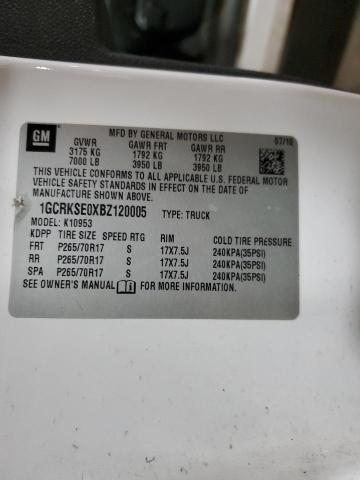 GM MFD BY GENERAL MOTORS LLC 07/10
GVWR GAWR FRT GAWR RR
3175 KG 1792 KG 1792 KG
7000 LB 3950 LB 3950 LB
THIS VEHICLE CONFORMS TO ALL APPLICABLE U.S. FEDERAL MOTOR
VEHICLE SAFETY STANDARDS IN EFFECT ON THE DATE OF
MANUFACTURE SHOWN ABOVE.
1GCRKSE0XBZ120005 TYPE: TRUCK
MODEL: K10953
KDP TIRE SIZE SPEED RTG RIM COLD TIRE PRESSURE
FRT P265/70R17 S 17X7.5J 240KPA(35PSI)
RR P265/70R17 S 17X7.5J 240KPA(35PSI)
SPA P265/70R17 S 17X7.5J 240KPA(35PSI)
SEE OWNER'S MANUAL FOR MORE INFORMATION.